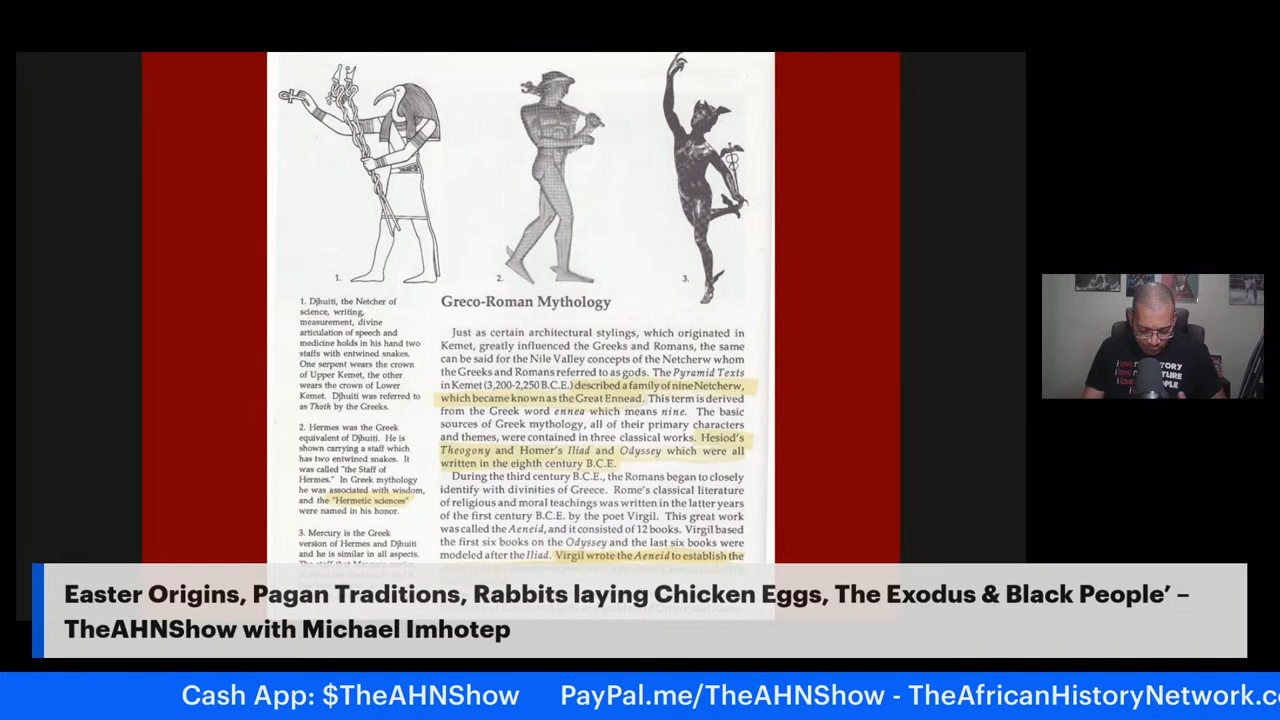 1.
2.
3.
1. Djhuiti, the Netcher of
science, writing,
measurement, divine
articulation of speech and
medicine holds in his hand two
staffs with entwined snakes.
One serpent wears the crown
of Upper Kemet, the other
wears the crown of Lower
Kemet. Djhuiti was referred to
as Thoth by the Greeks.
2. Hermes was the Greek
equivalent of Djhuiti. He is
shown carrying a staff which
has two entwined snakes. It
was called "the Staff of
Hermes." In Greek mythology
he was associated with wisdom,
and the "Hermetic sciences"
were named in his honor.
3. Mercury is the Greek
version of Hermes and Djhuiti
and he is similar in all aspects.
Greco-Roman Mythology
Just as certain architectural stylings, which originated in
Kemet, greatly influenced the Greeks and Romans, the same
can be said for the Nile Valley concepts of the Netcherw whom
the Greeks and Romans referred to as gods. The Pyramid Texts
in Kemet (3,200-2,250 B.C.E.) described a family of nine Netcherw,
which became known as the Great Ennead. This term is derived
from the Greek word ennea which means nine. The basic
sources of Greek mythology, all of their primary characters
and themes, were contained in three classical works. Hesiod's
Theogony and Homer's Iliad and Odyssey which were all
written in the eighth century B.C.E.
During the third century B.C.E., the Romans began to closely
identify with divinities of Greece. Rome's classical literature
of religious and moral teachings was written in the latter years
of the first century B.C.E. by the poet Virgil. This great work
was called the Aeneid, and it consisted of 12 books. Virgil based
the first six books on the Odyssey and the last six books were
modeled after the Iliad. Virgil wrote the Aeneid to establish the
Easter Origins, Pagan Traditions, Rabbits laying Chicken Eggs, The Exodus & Black People’ –
TheAHNShow with Michael Imhotep
Cash App: $TheAHNShow PayPal.me/TheAHNShow - TheAfricanHistoryNetwork.c